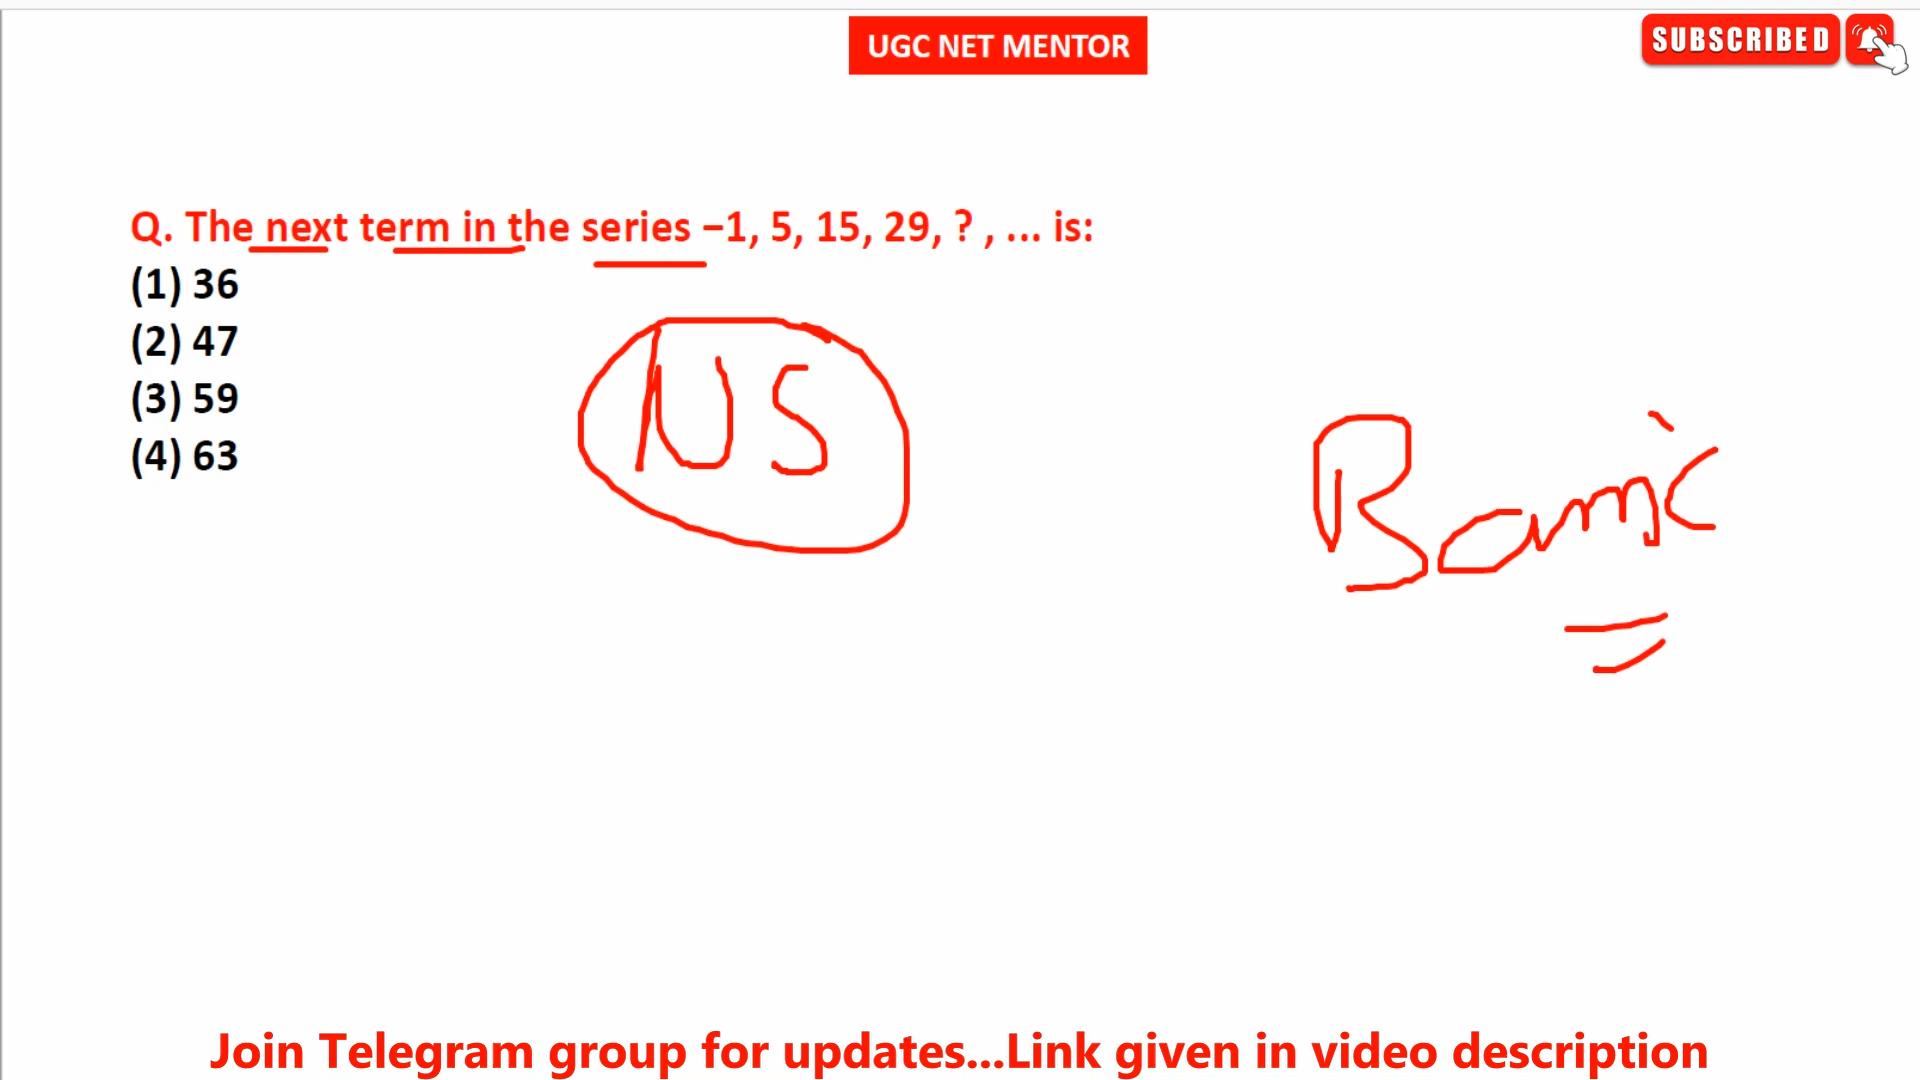 UGC NET MENTOR
SUBSCRIBED
Q. The next term in the series −1, 5, 15, 29, ? , ... is:
(1) 36
(2) 47
(3) 59
(4) 63
NS
Join Telegram group for updates...Link given in video description